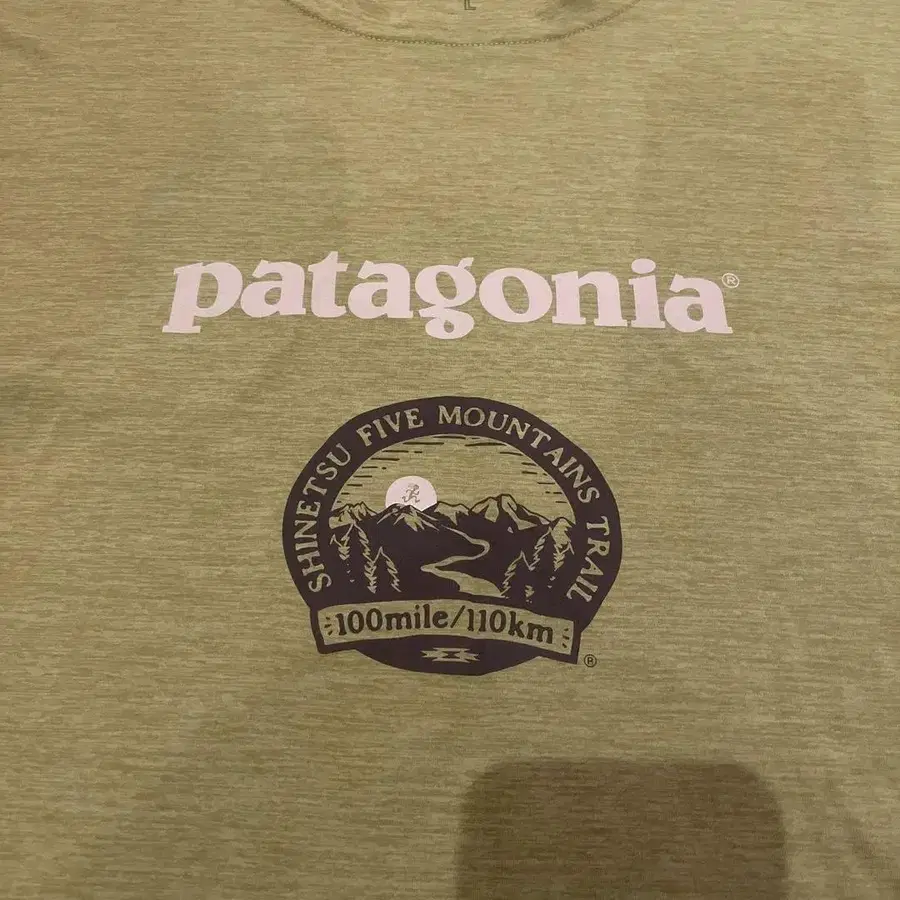 L
patagonia®
SHINETSU FIVE MOUNTAINS TRAIL
100mile/110km
®